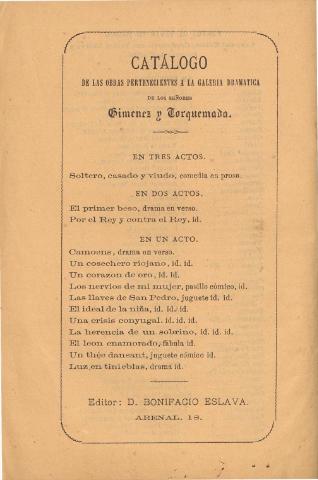 CATÁLOGO
DE LAS OBRAS PERTENECIENTES A LA GALERIA DRAMATICA
DE LOS SEÑORES
Gimenez y Torquemada.
EN TRES ACTOS.
Soltero, casado y viudo, comedia en prosa.
EN DOS ACTOS.
El primer beso, drama en verso.
Por el Rey y contra el Rey, id.
EN UN ACTO.
Camoens, drama en verso.
Un cosechero riojano, id. id.
Un corazon de oro, id. id.
Los nervios de mi mujer, pasillo cómico, id.
Las llaves de San Pedro, juguete id. id.
El ideal de la niña, id. id. id.
Una crisis conyugal, id. id. id.
La herencia de un sobrino, id. id. id.
El leon enamorado, fábula id.
Un thée dansant, juguete cómico id.
Luz en tinieblas, drama id.
Editor: D. BONIFACIO ESLAVA.
ARENAL, 18.